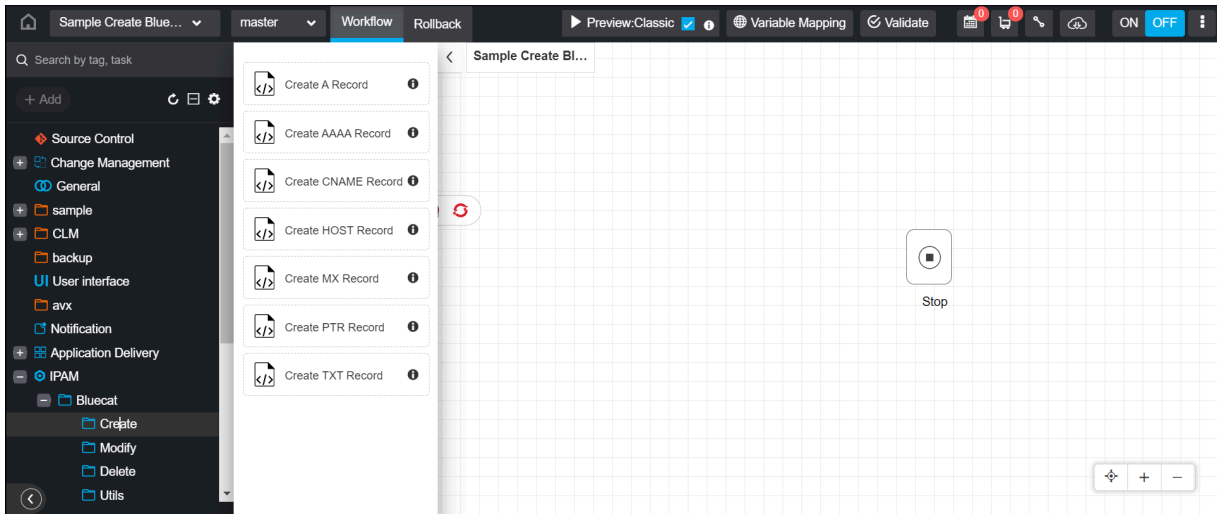 Sample Create Blue...
master
Workflow
Rollback
Preview:Classic
Variable Mapping
Validate
0
0
ON OFF
Search by tag, task
+ Add
Source Control
Change Management
General
sample
CLM
backup
UI User interface
avx
Notification
Application Delivery
IPAM
Bluecat
Create
Modify
Delete
Utils
Create A Record
Create AAAA Record
Create CNAME Record
Create HOST Record
Create MX Record
Create PTR Record
Create TXT Record
Sample Create Bl...
Stop